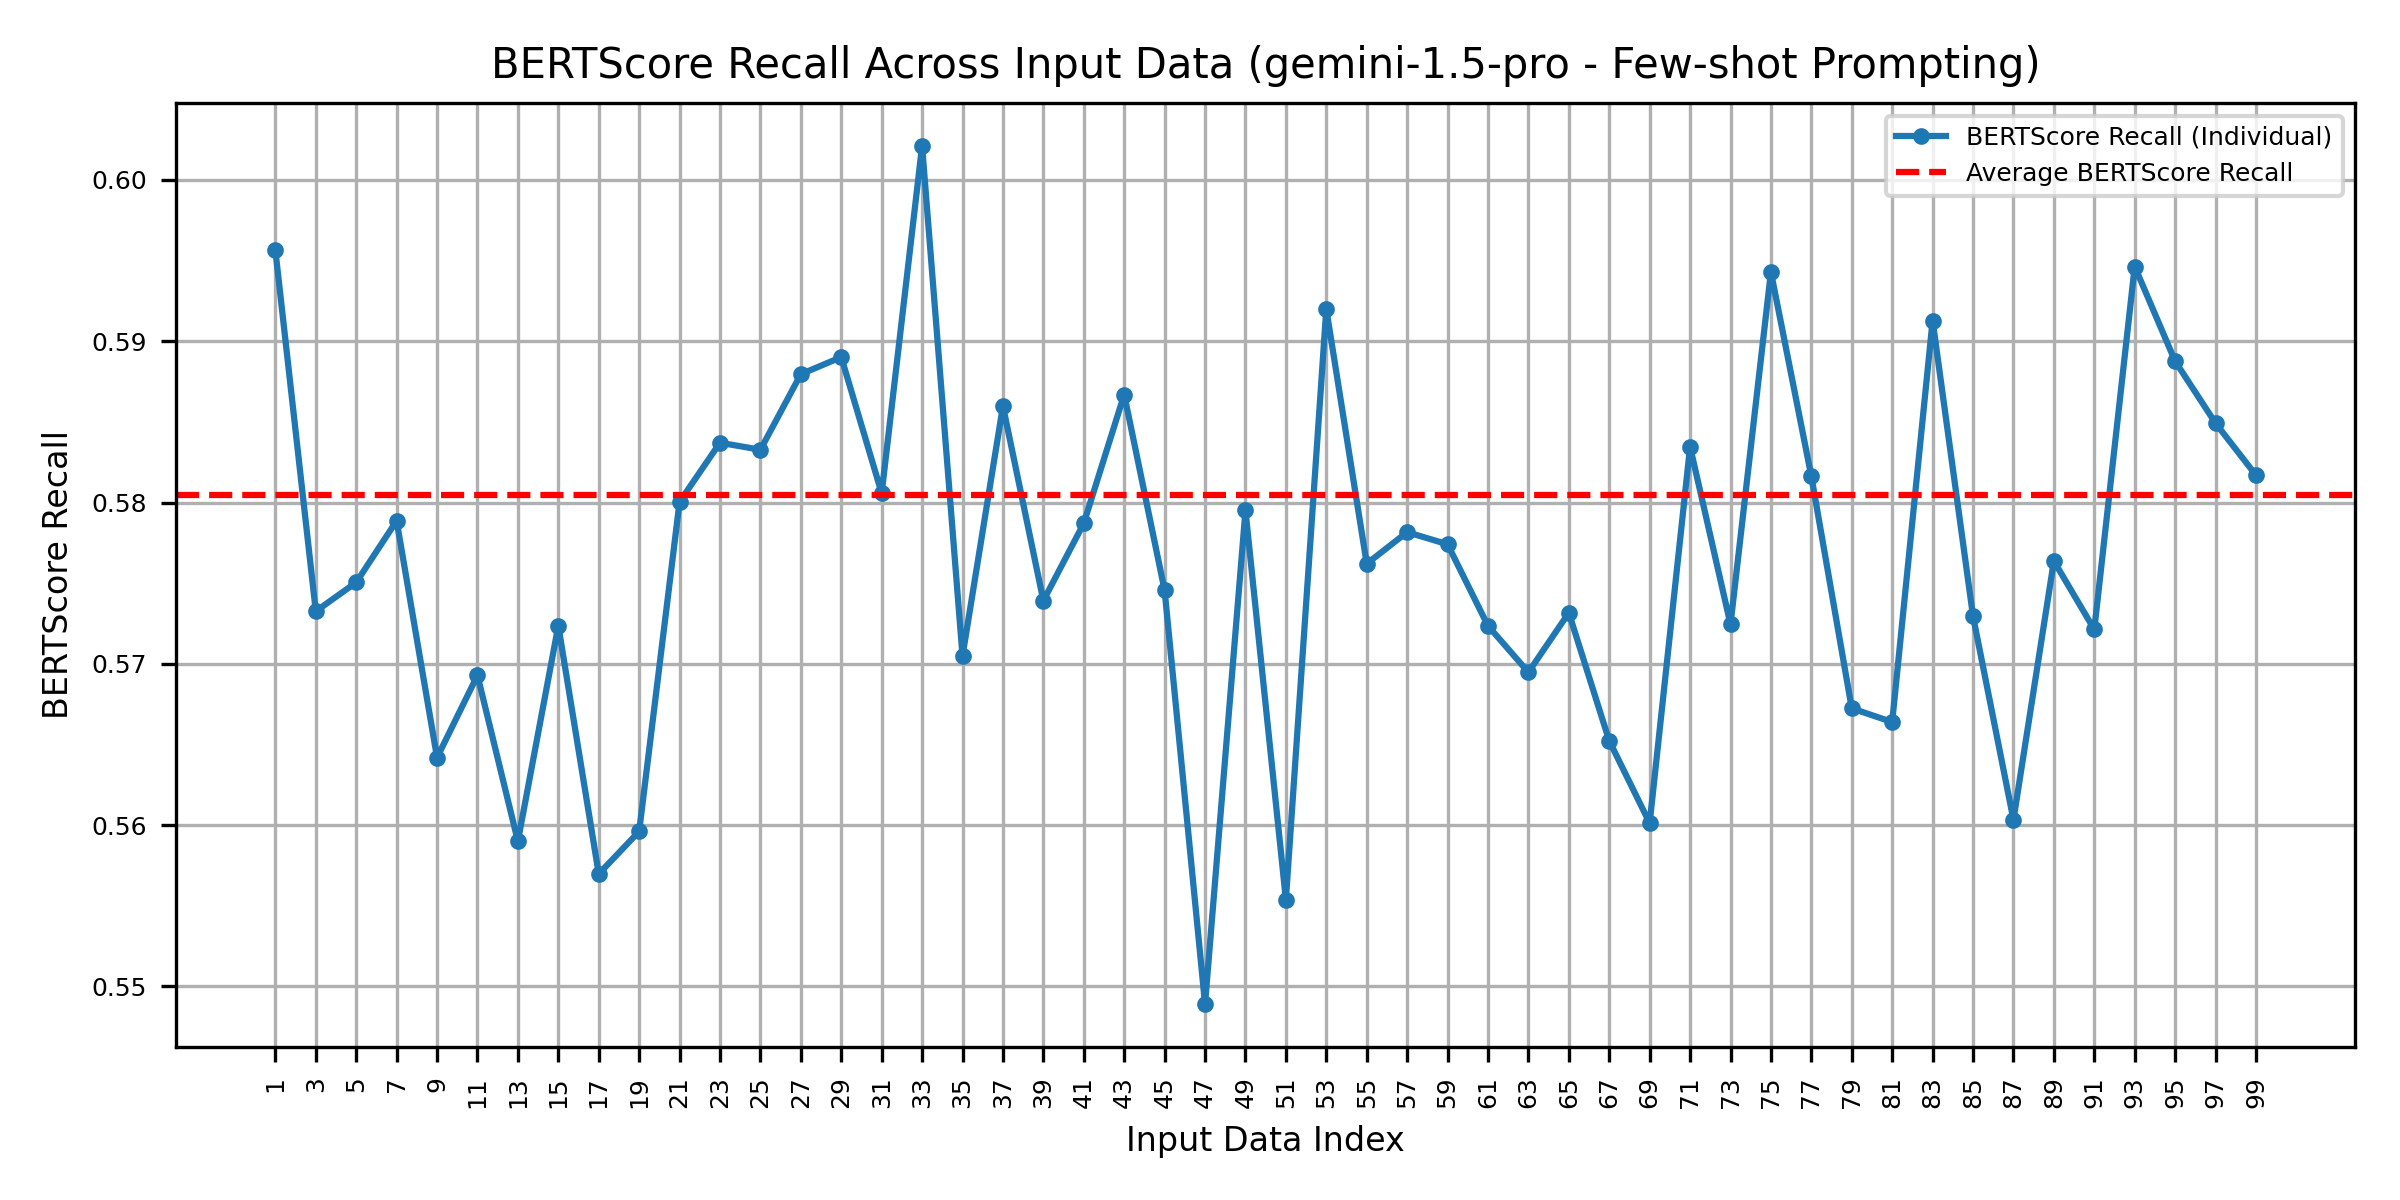 BERTScore Recall Across Input Data (gemini-1.5-pro - Few-shot Prompting)
BERTScore Recall (Individual)
Average BERTScore Recall
BERTScore Recall
0.60
0.59
0.58
0.57
0.56
0.55
1 3 5 7 9 11 13 15 17 19 21 23 25 27 29 31 33 35 37 39 41 43 45 47 49 51 53 55 57 59 61 63 65 67 69 71 73 75 77 79 81 83 85 87 89 91 93 95 97 99
Input Data Index